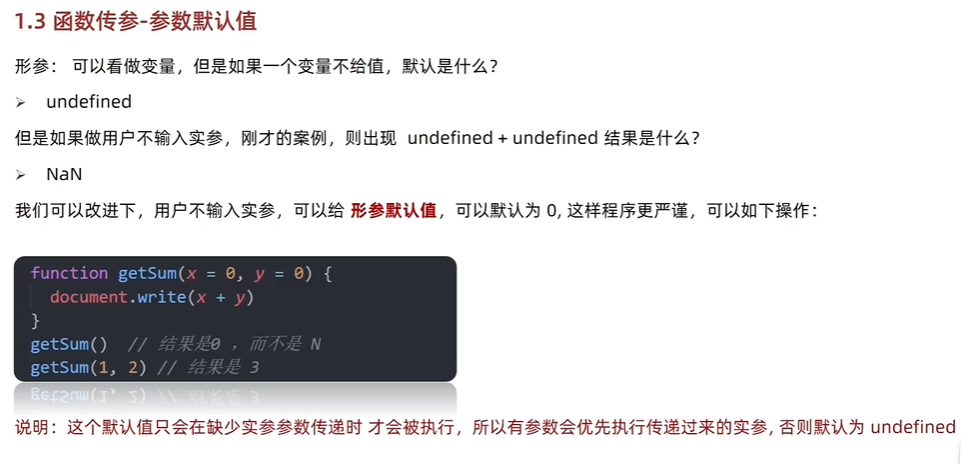 1.3 函数传参-参数默认值
形参： 可以看做变量，但是如果一个变量不给值，默认是什么？
➢ undefined
但是如果做用户不输入实参，刚才的案例，则出现 undefined + undefined 结果是什么？
➢ NaN
我们可以改进下，用户不输入实参，可以给 形参默认值，可以默认为 0, 这样程序更严谨，可以如下操作：
function getSum(x = 0, y = 0) {
document.write(x + y)
}
getSum() // 结果是0 ，而不是 N
getSum(1, 2) // 结果是 3
说明：这个默认值只会在缺少实参参数传递时 才会被执行，所以有参数会优先执行传递过来的实参, 否则默认为 undefined